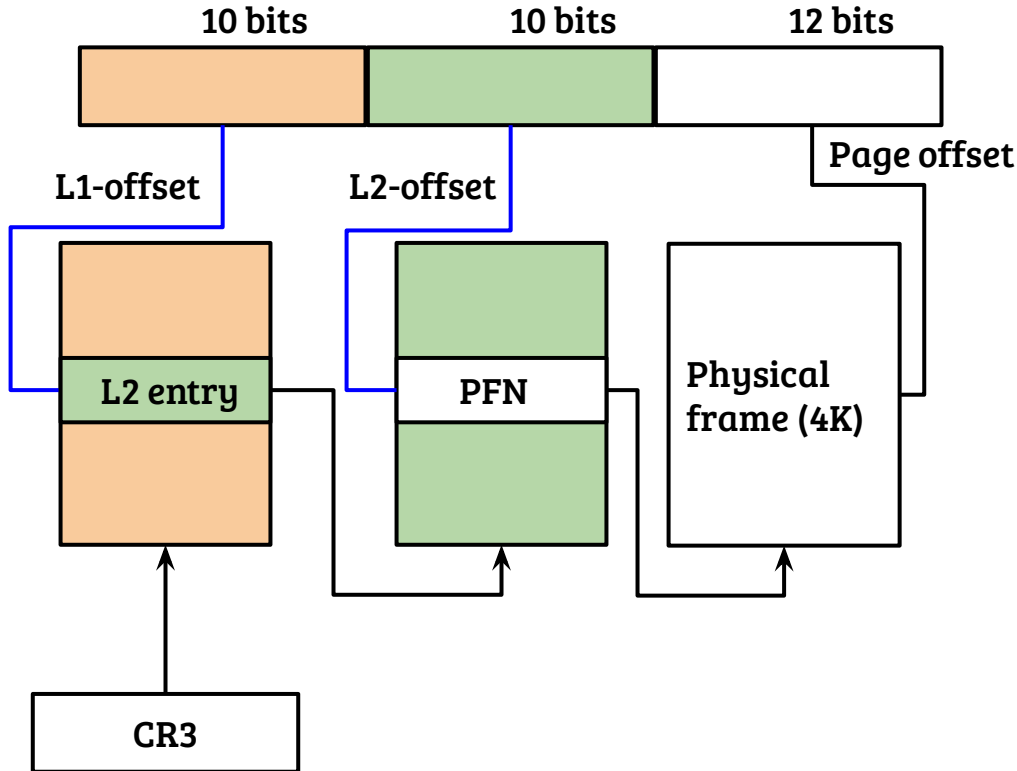 10 bits
10 bits
12 bits
Page offset
L1-offset
L2-offset
L2 entry
PFN
Physical
frame (4K)
CR3